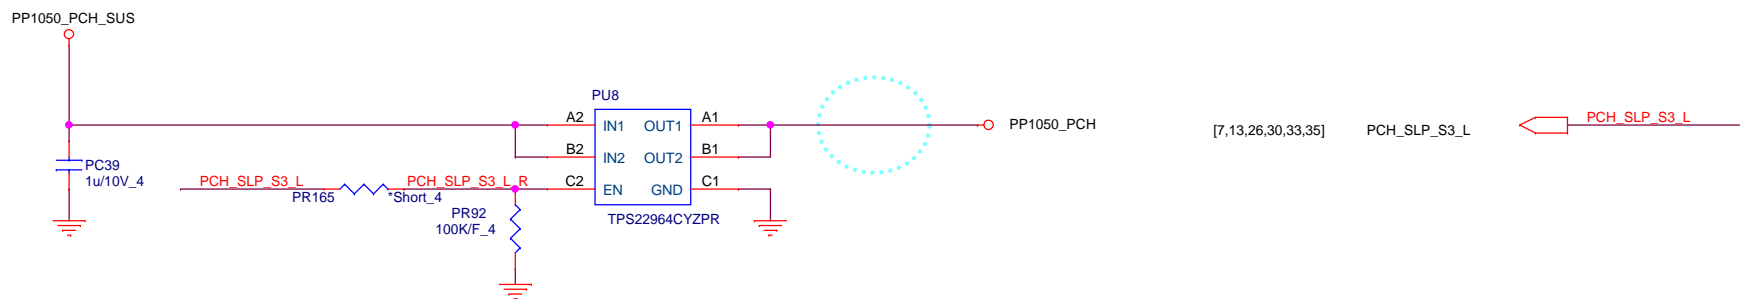 PP1050_PCH_SUS
PU8
A2
IN1
OUT1
A1
PP1050_PCH
[7,13,26,30,33,35]
PCH_SLP_S3_L
PCH_SLP_S3_L
B2
IN2
OUT2
B1
PC39
1u/10V_4
PCH_SLP_S3_L
PR165
*Short_4
PCH_SLP_S3_L_R
C2
EN
GND
C1
PR92
100K/F_4
TPS22964CYZPR